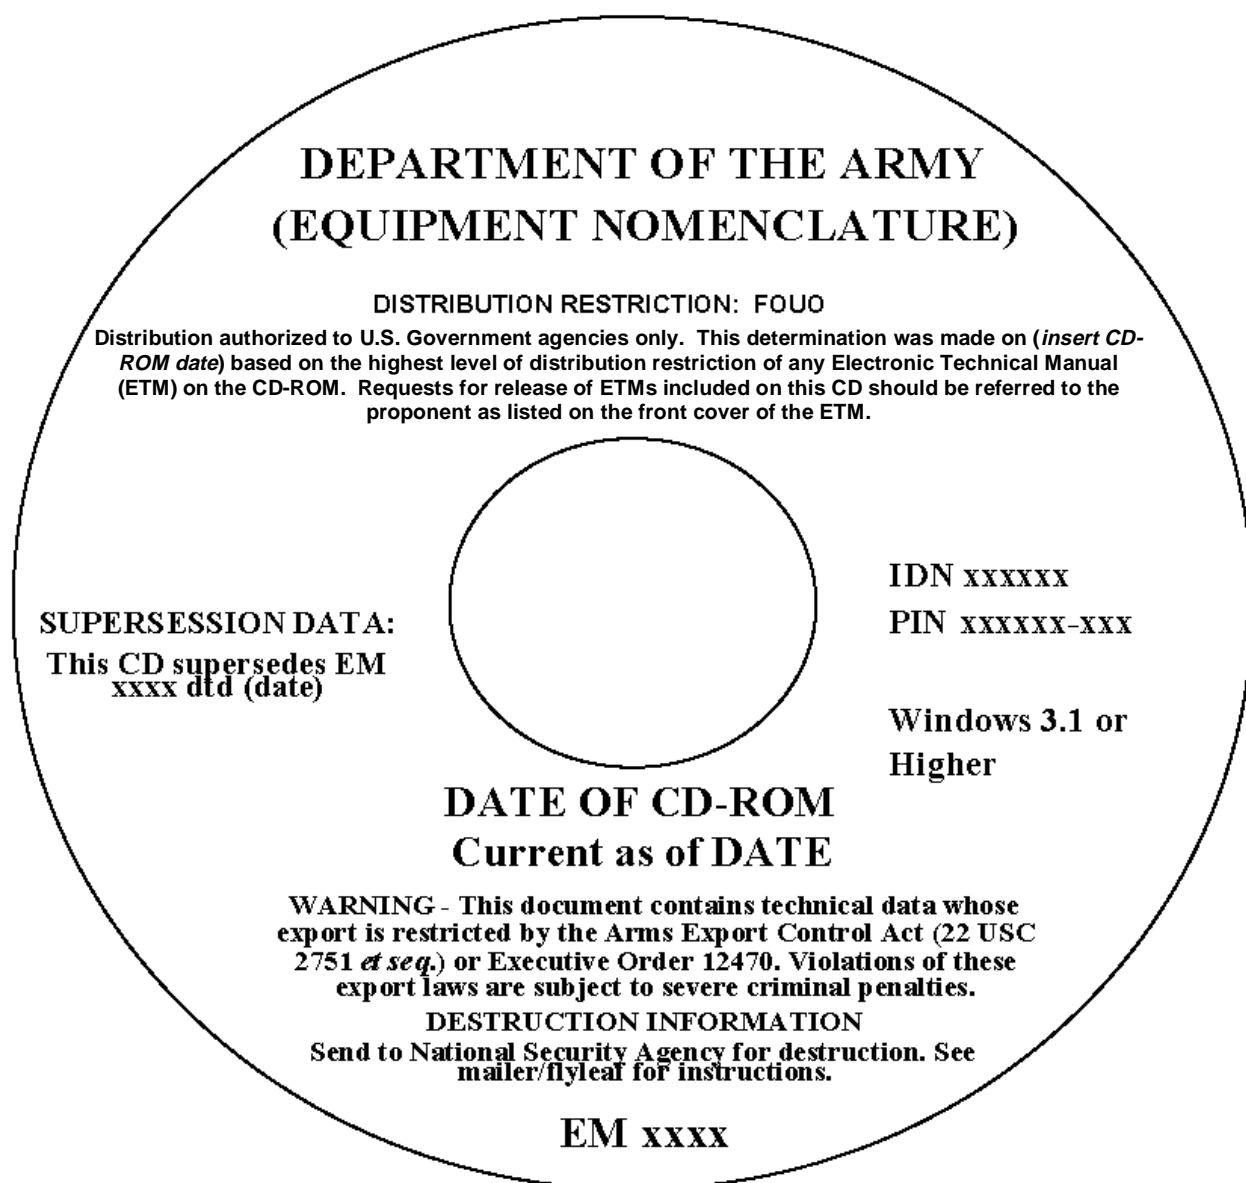 DEPARTMENT OF THE ARMY
(EQUIPMENT NOMENCLATURE)
DISTRIBUTION RESTRICTION: FOUO
Distribution authorized to U.S. Government agencies only. This determination was made on (insert CD-
ROM date) based on the highest level of distribution restriction of any Electronic Technical Manual
(ETM) on the CD-ROM. Requests for release of ETMs included on this CD should be referred to the
proponent as listed on the front cover of the ETM.
SUPERSESSION DATA:
This CD supersedes EM
xxxx dtd (date)
IDN xxxxxx
PIN xxxxxx-xxx
Windows 3.1 or
Higher
DATE OF CD-ROM
Current as of DATE
WARNING - This document contains technical data whose
export is restricted by the Arms Export Control Act (22 USC
2751 et seq.) or Executive Order 12470. Violations of these
export laws are subject to severe criminal penalties.
DESTRUCTION INFORMATION
Send to National Security Agency for destruction. See
mailer/flyleaf for instructions.
EM xxxx